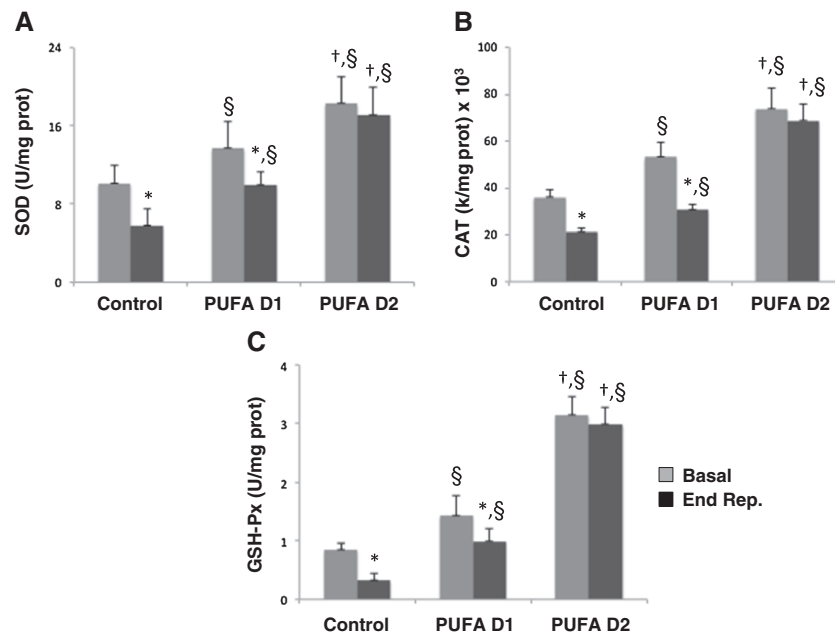 A
SOD (U/mg prot)
24
16
8
0
§
*
*,§
†,§
†,§
Control PUFA D1 PUFA D2
B
CAT (k/mg prot) x 10³
100
80
60
40
20
0
*
§
*,§
†,§
†,§
Control PUFA D1 PUFA D2
C
GSH-Px (U/mg prot)
4
3
2
1
0
*
§
*,§
†,§
†,§
Control PUFA D1 PUFA D2
Basal
End Rep.